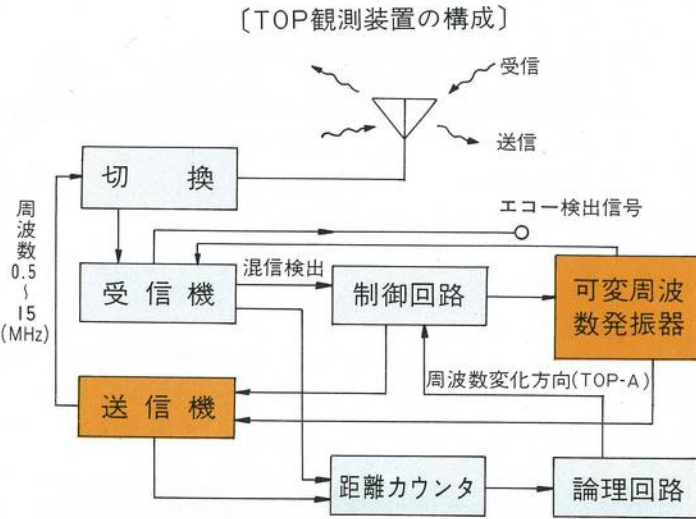 〔TOP観測装置の構成〕
受信
送信
切 換
エコー検出信号
周波数0.5~15(MHz)
受信機
混信検出
制御回路
可変周
波数発振器
周波数変化方向(TOP-A)
送信機
距離カウンタ
論理回路